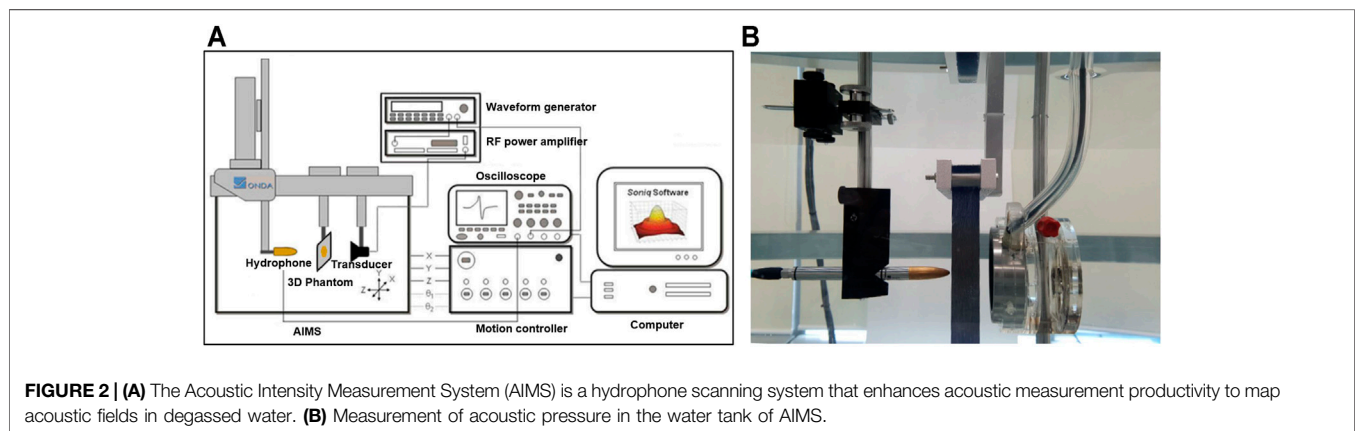 A
B
Waveform generator
RF power amplifier
Oscilloscope
ONDA
Soniq Software
Hydrophone
Transducer
3D Phantom
X
Y
Z
θ1
θ2
Y
X
Z
AIMS
Motion controller
Computer
FIGURE 2 | (A) The Acoustic Intensity Measurement System (AIMS) is a hydrophone scanning system that enhances acoustic measurement productivity to map
acoustic fields in degassed water. (B) Measurement of acoustic pressure in the water tank of AIMS.